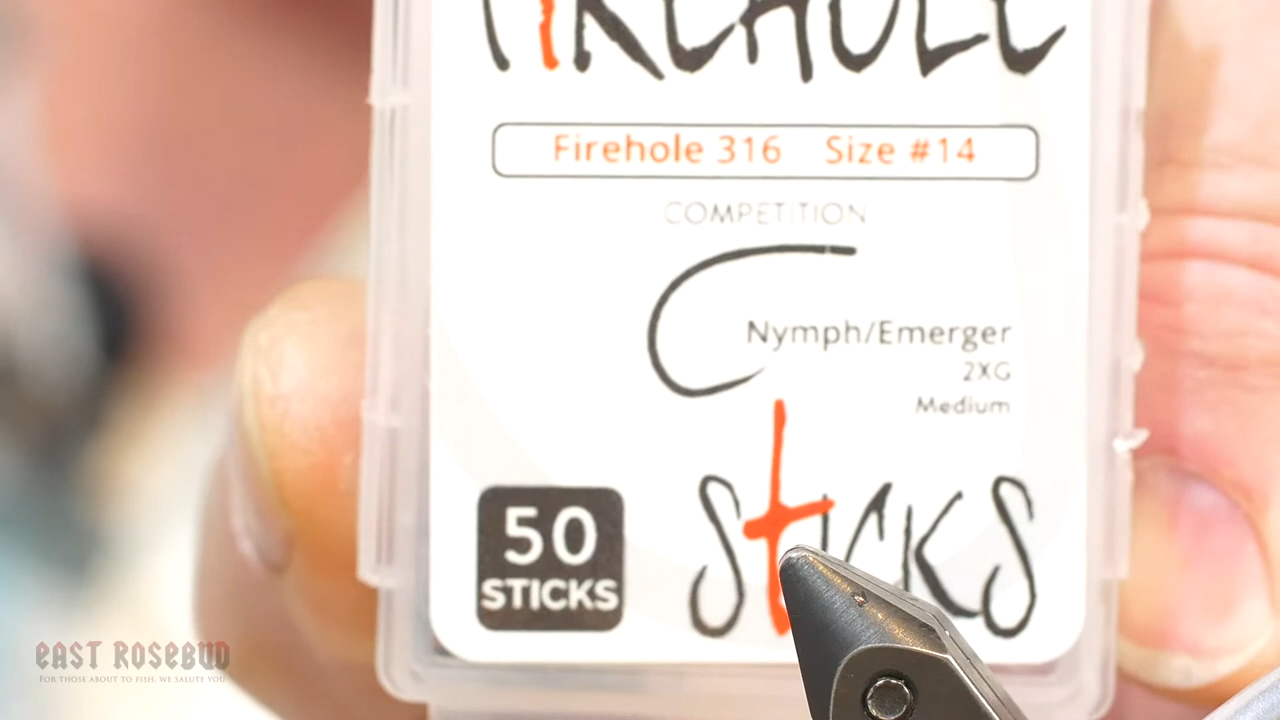 FIREHOLE
Firehole 316 Size #14
COMPETITION
Nymph/Emerger
2XG
Medium
50
STICKS
STICKS
EAST ROSEBUD
FOR THOSE ABOUT TO FISH, WE SALUTE YOU